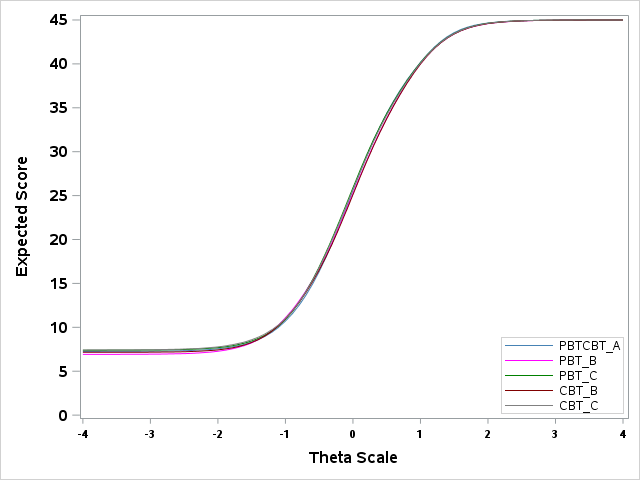 45
40
35
30
25
20
15
10
5
0
Expected Score
-4 -3 -2 -1 0 1 2 3 4
Theta Scale
PBTCBT_A
PBT_B
PBT_C
CBT_B
CBT_C